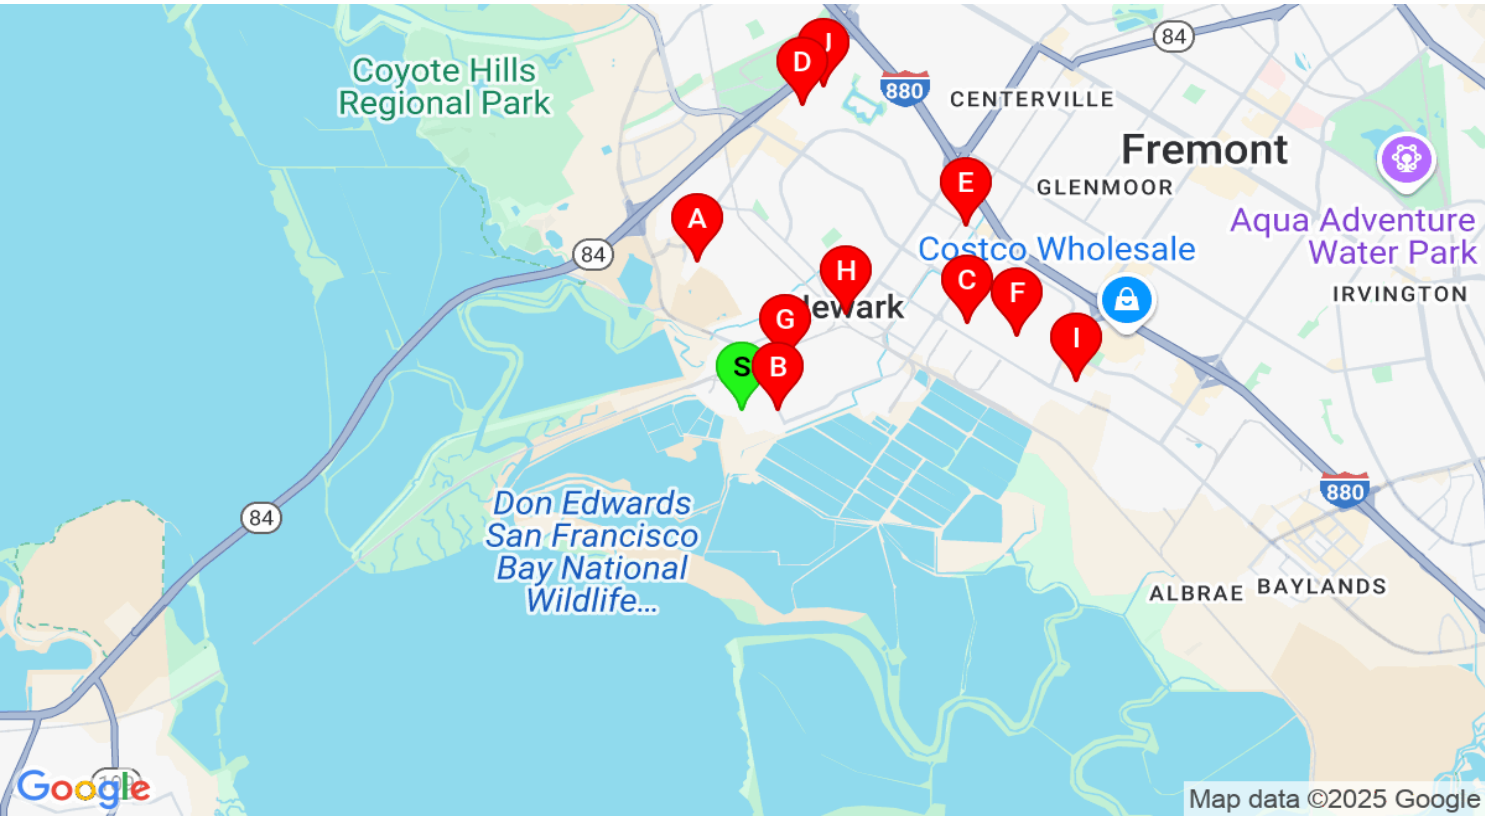 Coyote Hills
Regional Park
84
J
D
880
CENTERVILLE
Fremont
E
GLENMOOR
A
84
Costco Wholesale
Aqua Adventure
Water Park
H
C
F
IRVINGTON
G
I
S
B
Don Edwards
San Francisco
Bay National
Wildlife...
880
84
ALBRAE
BAYLANDS
Google
Map data ©2025 Google